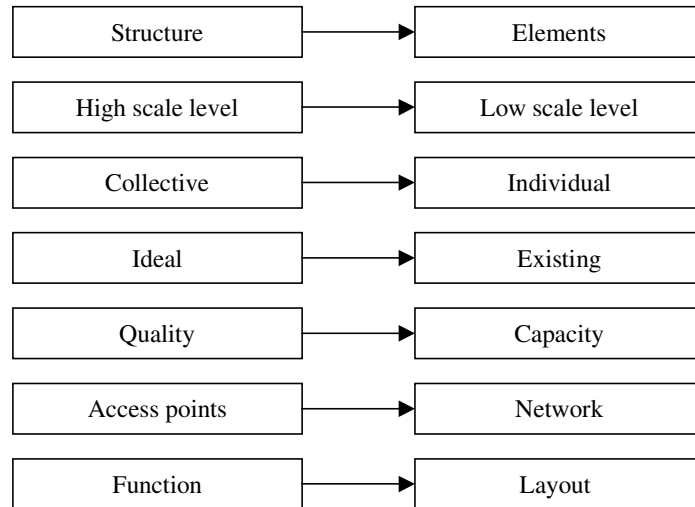 Structure
Elements
High scale level
Low scale level
Collective
Individual
Ideal
Existing
Quality
Capacity
Access points
Network
Function
Layout